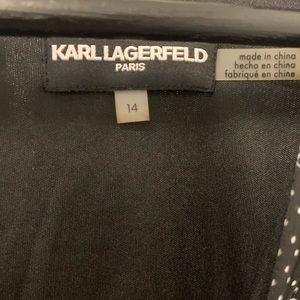 KARL LAGERFELD
PARIS
14
made in china
hecho en china
fabriqué en chine